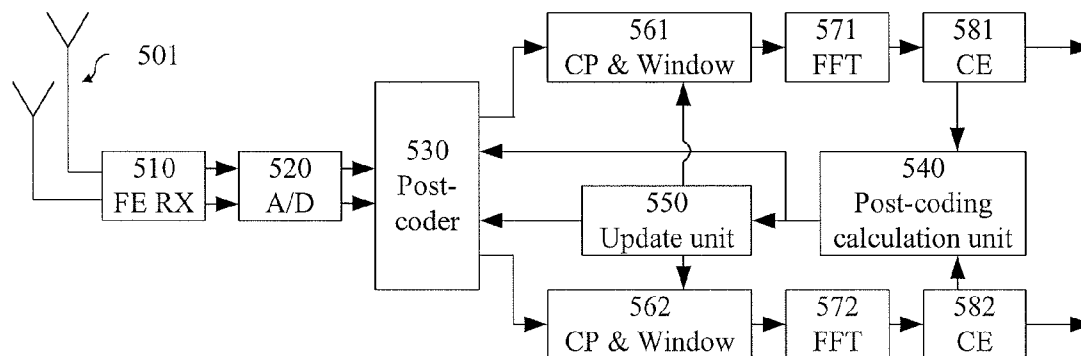 501
510
FE RX
520
A/D
530
Post-
coder
561
CP & Window
571
FFT
581
CE
550
Update unit
540
Post-coding
calculation unit
562
CP & Window
572
FFT
582
CE